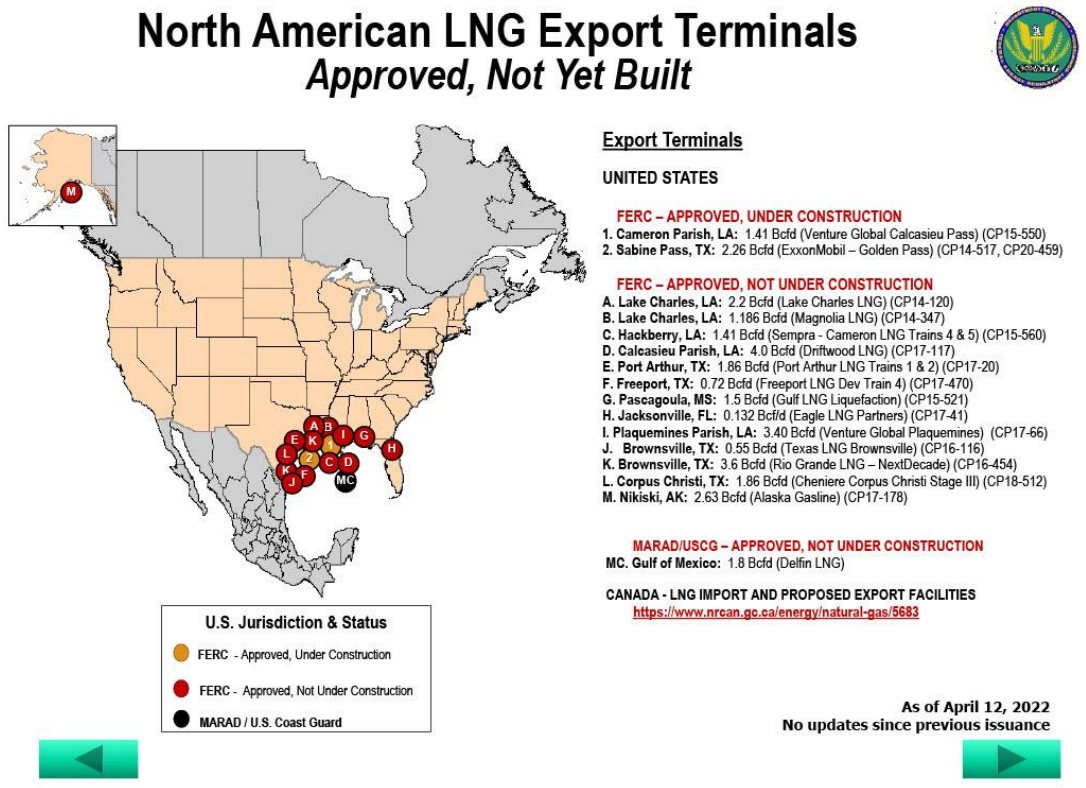 North American LNG Export Terminals
Approved, Not Yet Built
Export Terminals
UNITED STATES
FERC – APPROVED, UNDER CONSTRUCTION
1. Cameron Parish, LA: 1.41 Bcfd (Venture Global Calcasieu Pass) (CP15-550)
2. Sabine Pass, TX: 2.26 Bcfd (ExxonMobil – Golden Pass) (CP14-517, CP20-459)
FERC – APPROVED, NOT UNDER CONSTRUCTION
A. Lake Charles, LA: 2.2 Bcfd (Lake Charles LNG) (CP14-120)
B. Lake Charles, LA: 1.186 Bcfd (Magnolia LNG) (CP14-347)
C. Hackberry, LA: 1.41 Bcfd (Sempra - Cameron LNG Trains 4 & 5) (CP15-560)
D. Calcasieu Parish, LA: 4.0 Bcfd (Driftwood LNG) (CP17-117)
E. Port Arthur, TX: 1.86 Bcfd (Port Arthur LNG Trains 1 & 2) (CP17-20)
F. Freeport, TX: 0.72 Bcfd (Freeport LNG Dev Train 4) (CP17-470)
G. Pascagoula, MS: 1.5 Bcfd (Gulf LNG Liquefaction) (CP15-521)
H. Jacksonville, FL: 0.132 Bcf/d (Eagle LNG Partners) (CP17-41)
I. Plaquemines Parish, LA: 3.40 Bcfd (Venture Global Plaquemines) (CP17-66)
J. Brownsville, TX: 0.55 Bcfd (Texas LNG Brownsville) (CP16-116)
K. Brownsville, TX: 3.6 Bcfd (Rio Grande LNG – NextDecade) (CP16-454)
L. Corpus Christi, TX: 1.86 Bcfd (Cheniere Corpus Christi Stage III) (CP18-512)
M. Nikiski, AK: 2.63 Bcfd (Alaska Gasline) (CP17-178)
MARAD/USCG – APPROVED, NOT UNDER CONSTRUCTION
MC. Gulf of Mexico: 1.8 Bcfd (Delfin LNG)
CANADA - LNG IMPORT AND PROPOSED EXPORT FACILITIES
https://www.nrcan.gc.ca/energy/natural-gas/5683
M
A B
E K 1 I G
L 2 C D H
K F MC
J
U.S. Jurisdiction & Status
FERC - Approved, Under Construction
FERC - Approved, Not Under Construction
MARAD / U.S. Coast Guard
As of April 12, 2022
No updates since previous issuance